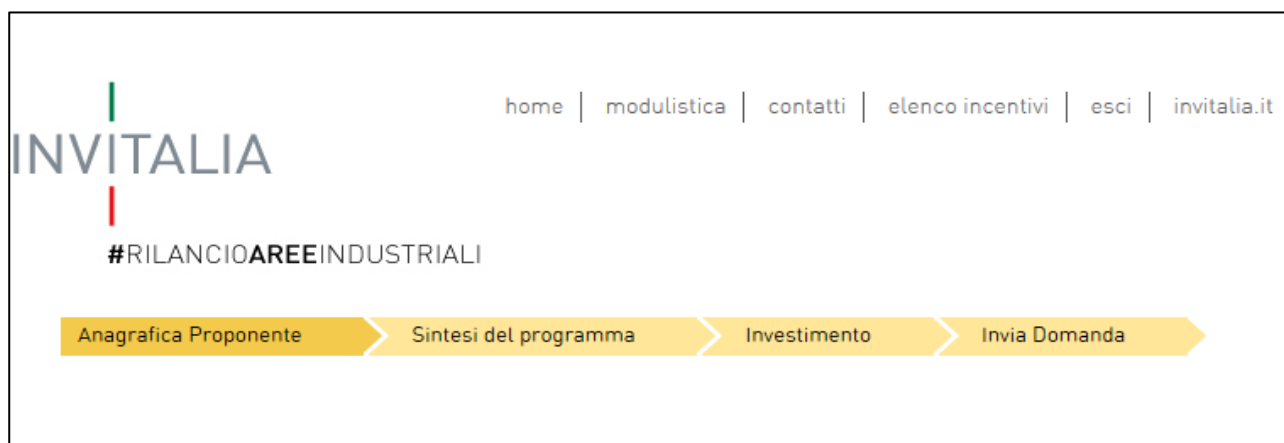 home | modulistica | contatti | elenco incentivi | esci | invitalia.it
INVITALIA
#RILANCIOAREEINDUSTRIALI
Anagrafica Proponente Sintesi del programma Investimento Invia Domanda